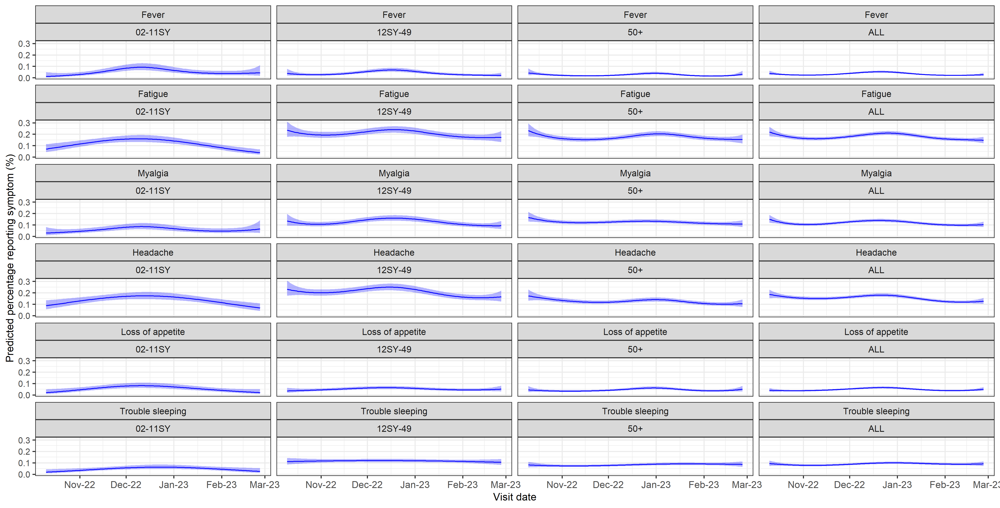 Fever Fever Fever Fever
02-11SY 12SY-49 50+ ALL
0.3
0.2
0.1
0.0
Fatigue Fatigue Fatigue Fatigue
02-11SY 12SY-49 50+ ALL
0.3
0.2
0.1
0.0
Myalgia Myalgia Myalgia Myalgia
02-11SY 12SY-49 50+ ALL
0.3
0.2
0.1
0.0
Headache Headache Headache Headache
02-11SY 12SY-49 50+ ALL
0.3
0.2
0.1
0.0
Loss of appetite Loss of appetite Loss of appetite Loss of appetite
02-11SY 12SY-49 50+ ALL
0.3
0.2
0.1
0.0
Trouble sleeping Trouble sleeping Trouble sleeping Trouble sleeping
02-11SY 12SY-49 50+ ALL
0.3
0.2
0.1
0.0
Nov-22 Dec-22 Jan-23 Feb-23 Mar-23 Nov-22 Dec-22 Jan-23 Feb-23 Mar-23 Nov-22 Dec-22 Jan-23 Feb-23 Mar-23 Nov-22 Dec-22 Jan-23 Feb-23 Mar-23
Visit date
Predicted percentage reporting symptom (%)